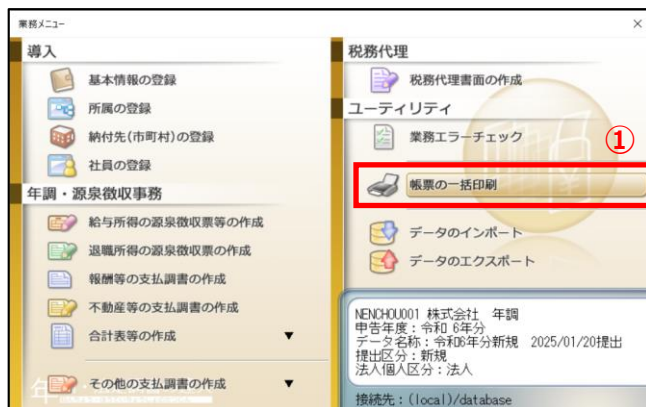 業務メニュー
導入
基本情報の登録
所属の登録
納付先(市町村)の登録
社員の登録
年調・源泉徴収事務
給与所得の源泉徴収票等の作成
退職所得の源泉徴収票の作成
報酬等の支払調書の作成
不動産等の支払調書の作成
合計表等の作成 ▼
その他の支払調書の作成 ▼
税務代理
税務代理書面の作成
ユーティリティ
業務エラーチェック
①
帳票の一括印刷
データのインポート
データのエクスポート
NENCHOU001 株式会社 年調
申告年度:令和 6年分
データ名称:令和6年分新規 2025/01/20提出
提出区分:新規
法人個人区分:法人
接続先:(local)/database